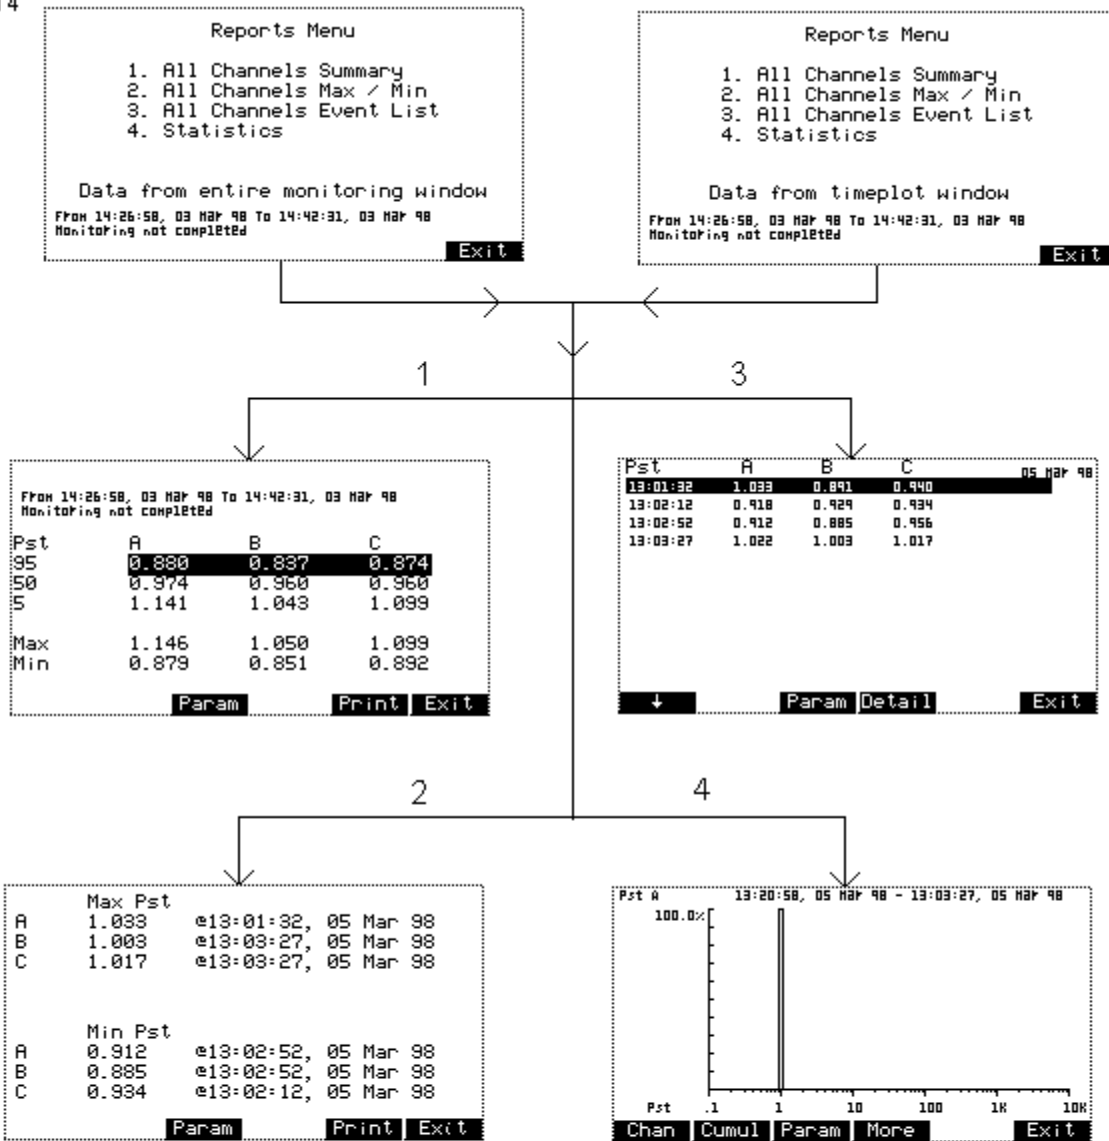 14
Reports Menu
1. All Channels Summary
2. All Channels Max / Min
3. All Channels Event List
4. Statistics
Data from entire monitoring window
From 14:26:58, 03 Mar 98 To 14:42:31, 03 Mar 98
Monitoring not completed
Exit
Reports Menu
1. All Channels Summary
2. All Channels Max / Min
3. All Channels Event List
4. Statistics
Data from timeplot window
From 14:26:58, 03 Mar 98 To 14:42:31, 03 Mar 98
Monitoring not completed
Exit
1
3
From 14:26:58, 03 Mar 98 To 14:42:31, 03 Mar 98
Monitoring not completed
Pst A B C
95 0.880 0.837 0.874
50 0.974 0.960 0.960
5 1.141 1.043 1.099
Max 1.146 1.050 1.099
Min 0.879 0.851 0.892
Param Print Exit
Pst A B C 05 Mar 98
13:01:32 1.033 0.891 0.940
13:02:12 0.918 0.929 0.934
13:02:52 0.912 0.885 0.956
13:03:27 1.022 1.003 1.017
↓ Param Detail Exit
2
4
Max Pst
A 1.033 @13:01:32, 05 Mar 98
B 1.003 @13:03:27, 05 Mar 98
C 1.017 @13:03:27, 05 Mar 98
Min Pst
A 0.912 @13:02:52, 05 Mar 98
B 0.885 @13:02:52, 05 Mar 98
C 0.934 @13:02:12, 05 Mar 98
Param Print Exit
Pst A 13:20:58, 05 Mar 98 - 13:03:27, 05 Mar 98
100.0%
Pst .1 1 10 100 1K 10K
Chan Cumul Param More Exit